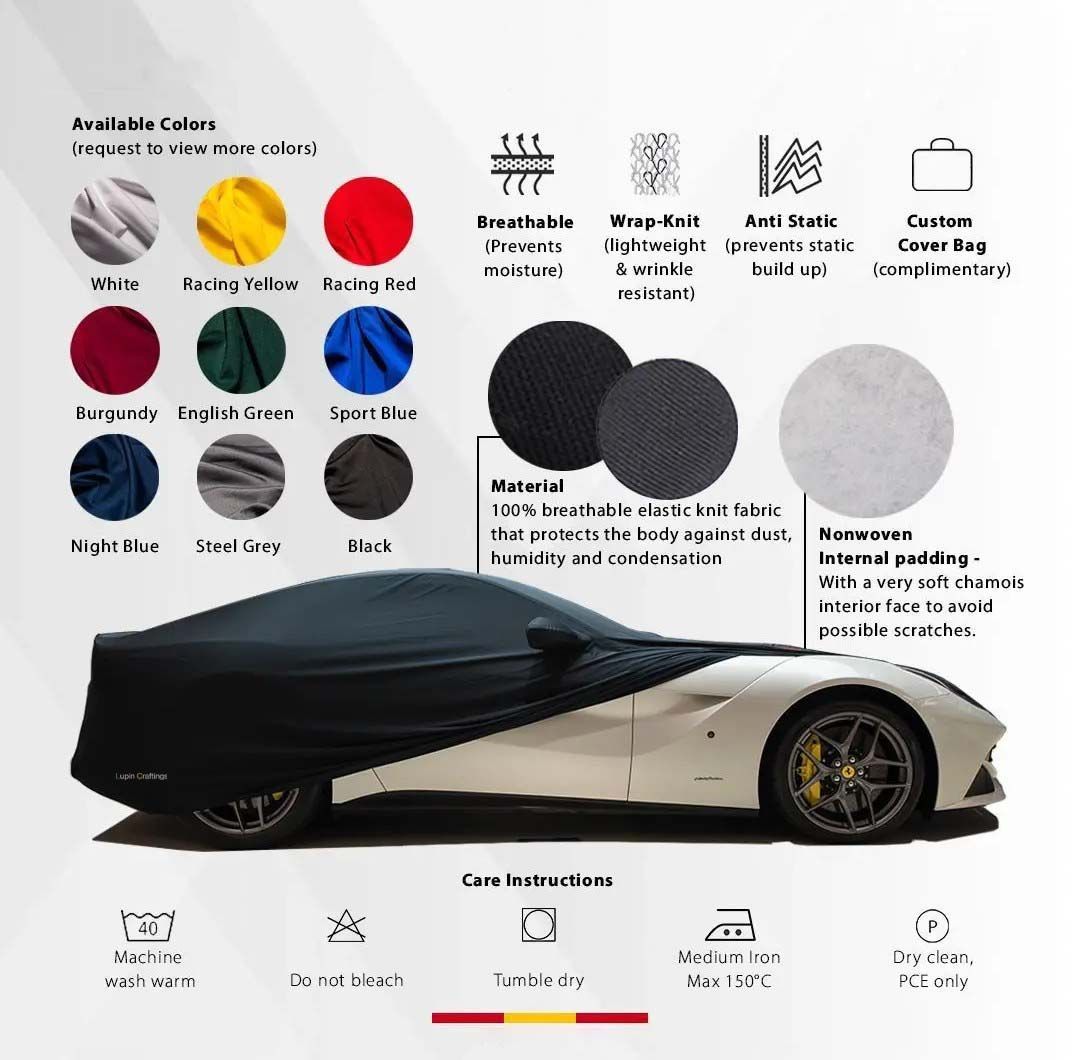 Available Colors
(request to view more colors)
White
Racing Yellow
Racing Red
Burgundy
English Green
Sport Blue
Night Blue
Steel Grey
Black
Breathable
(Prevents
moisture)
Wrap-Knit
(lightweight
& wrinkle
resistant)
Anti Static
(prevents static
build up)
Custom
Cover Bag
(complimentary)
Material
100% breathable elastic knit fabric
that protects the body against dust,
humidity and condensation
Nonwoven
Internal padding -
With a very soft chamois
interior face to avoid
possible scratches.
Lupin Craftings
Care Instructions
40
Machine
wash warm
Do not bleach
Tumble dry
Medium Iron
Max 150°C
P
Dry clean,
PCE only